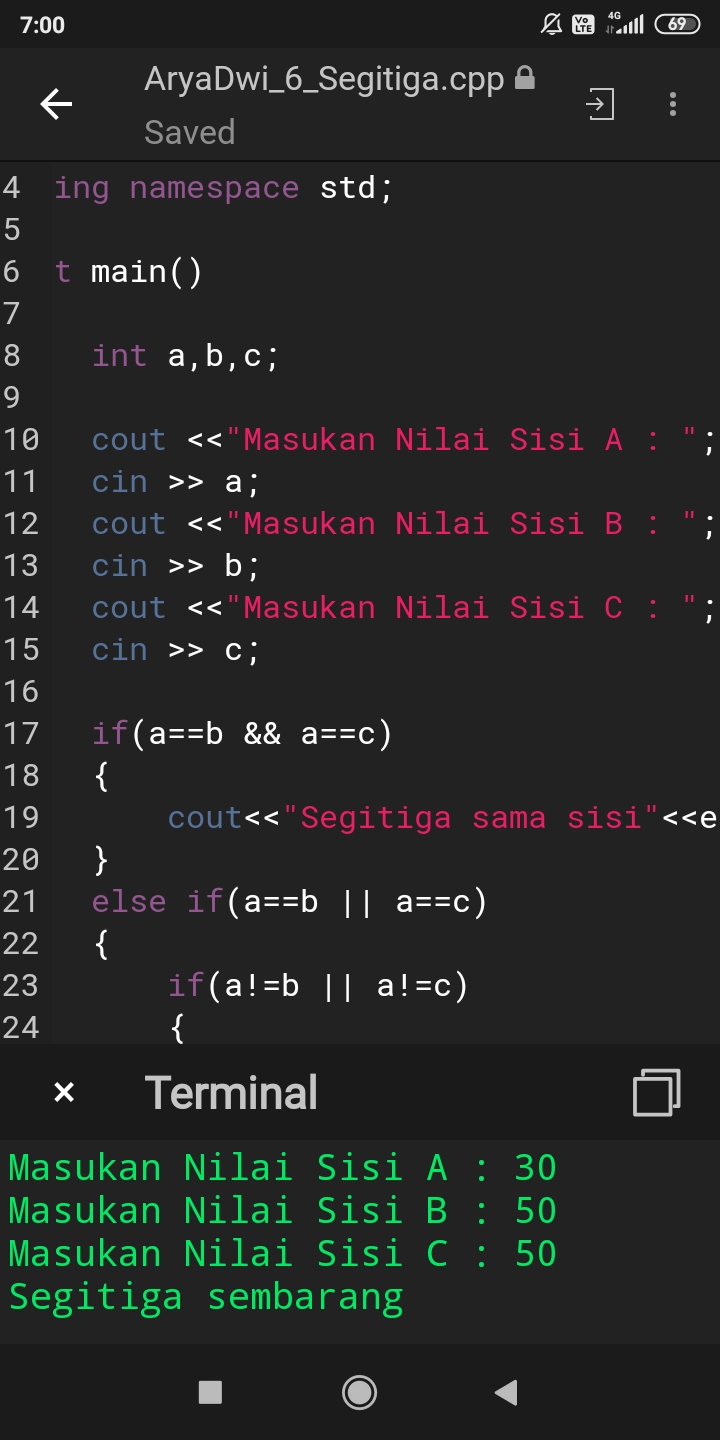 7:00 Vo LTE 4G 69
AryaDwi_6_Segitiga.cpp
Saved
4 ing namespace std;
5
6 t main()
7
8 int a,b,c;
9
10 cout <<"Masukan Nilai Sisi A : ";
11 cin >> a;
12 cout <<"Masukan Nilai Sisi B : ";
13 cin >> b;
14 cout <<"Masukan Nilai Sisi C : ";
15 cin >> c;
16
17 if(a==b && a==c)
18 {
19 cout<<"Segitiga sama sisi"<<e
20 }
21 else if(a==b || a==c)
22 {
23 if(a!=b || a!=c)
24 {
× Terminal
Masukan Nilai Sisi A : 30
Masukan Nilai Sisi B : 50
Masukan Nilai Sisi C : 50
Segitiga sembarang